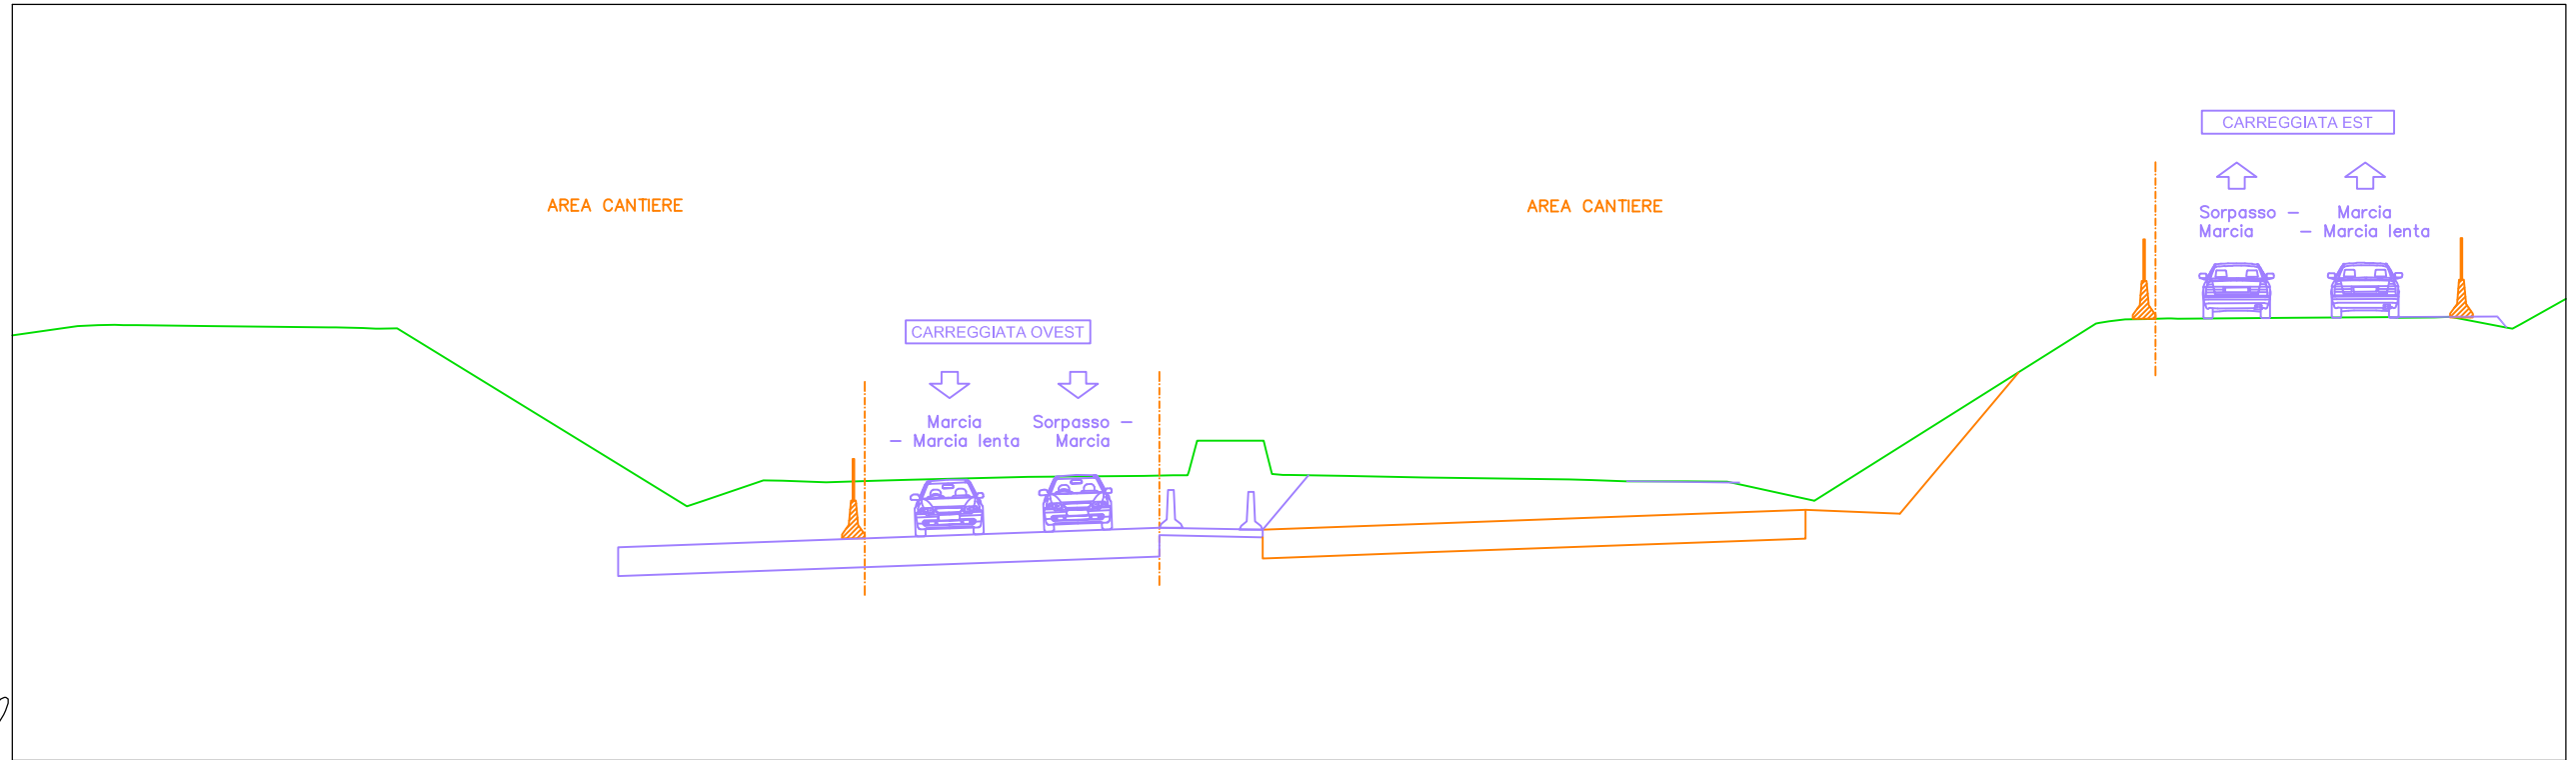 CARREGGIATA EST
AREA CANTIERE
AREA CANTIERE
Sorpasso – Marcia
Marcia – Marcia lenta
CARREGGIATA OVEST
Marcia Sorpasso –
– Marcia lenta Marcia